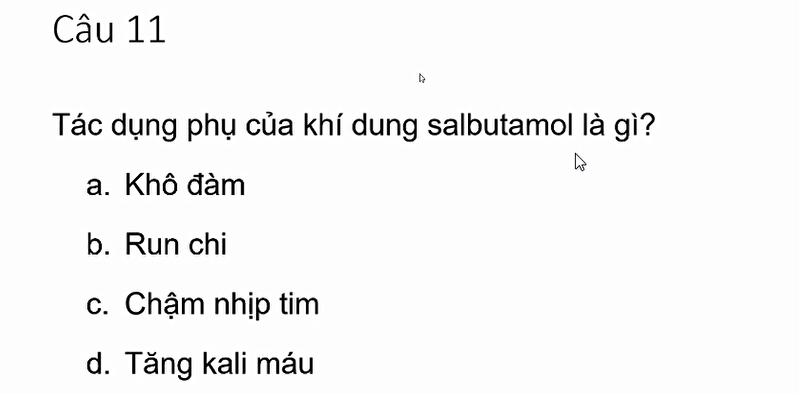 Câu 11
Tác dụng phụ của khí dung salbutamol là gì?
a. Khô đàm
b. Run chi
c. Chậm nhịp tim
d. Tăng kali máu